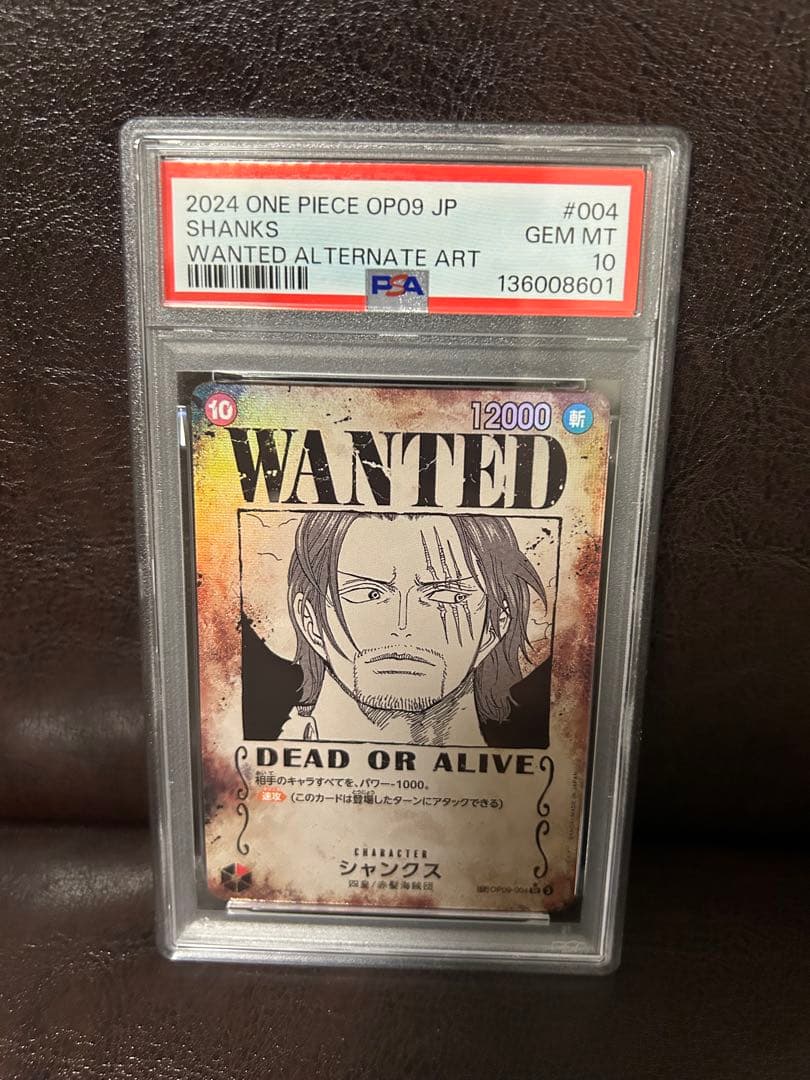 2024 ONE PIECE OP09 JP #004
SHANKS GEM MT
WANTED ALTERNATE ART 10
PSA 136008601
10 12000 斬
WANTED
DEAD OR ALIVE
相手のキャラすべてを、パワー-1000。
速攻 (このカードは登場したターンにアタックできる)
CHARACTER
シャンクス
四皇/赤髪海賊団
OP09-004